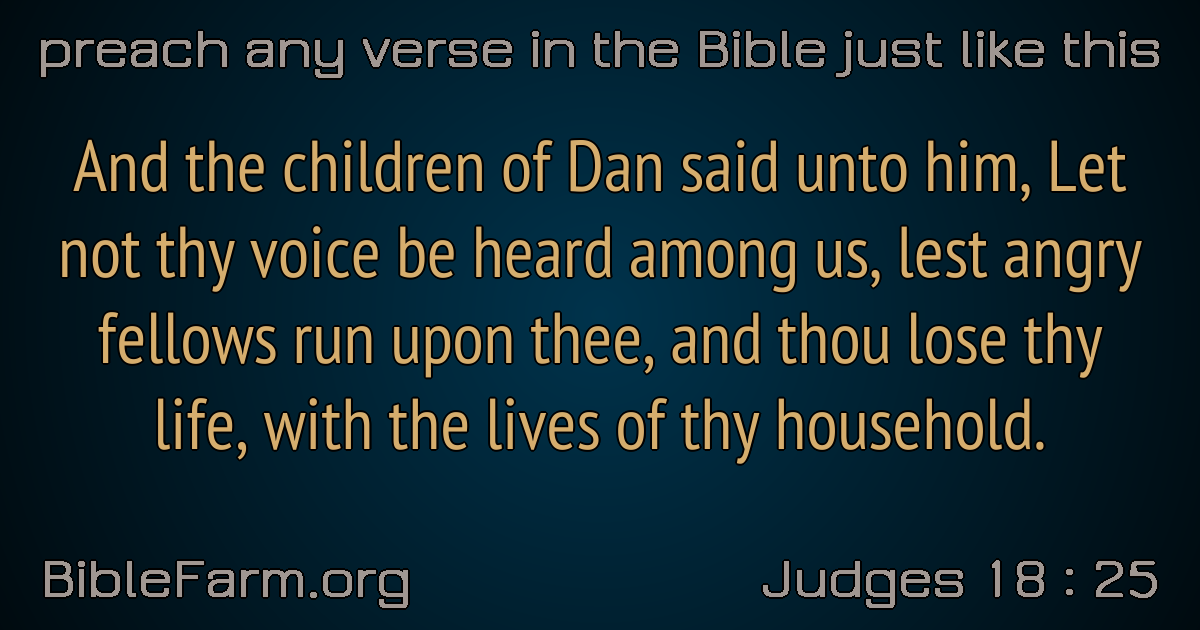 preach any verse in the Bible just like this
And the children of Dan said unto him, Let
not thy voice be heard among us, lest angry
fellows run upon thee, and thou lose thy
life, with the lives of thy household.
BibleFarm.org
Judges 18 : 25